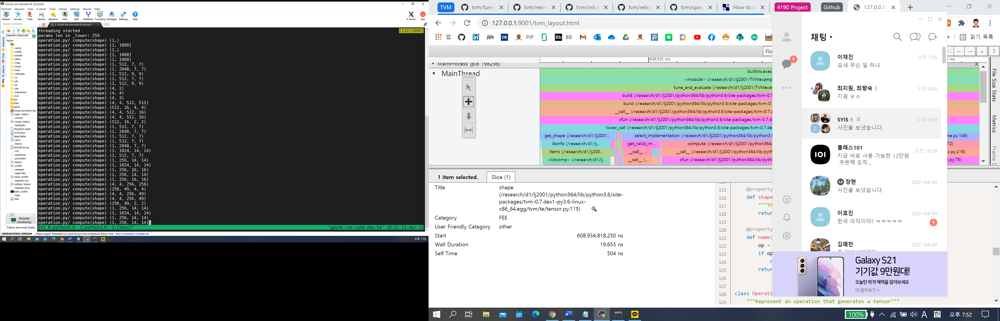 linux9.cse.cuhk.edu.hk (jhchoi6)
Terminal Sessions View X server Tools Games Settings Macros Help
Session Servers Tools Games Sessions View Split MultiExec Tunneling Packages Settings Help X server Exit
Quick connect...
2. linux9.cse.cuhk.edu.hk (jhchoi6)
/data/d0/y16/jhchoi6/
Name
..
.cache
.config
.eclipse
.idlerc
.imap
.keras
.local
.netscape
.nv
.pki
.qt
.ssh
.subversion
.tvm
bin
Mail
perl5
mysql-connector-jav
.bash_history
.viminfo
.mysql_history
.Xdefaults
MysqlCon.class
3170.java
dead.letter
.cshrc
.history
jhchoi6.tar.gz
.rnd
.Xauthority
.procmailrc
.bashrc
.profile
.xsession
.wget-hsts
.bash_profile
.xsession.sun
.python_history
.xsession.linux
bash_profile
.login
mail
Sessions
Tools
Macros
Sftp
Remote
monitoring
Follow terminal folder
threading started [132/2000]
params len in _lower: 259
operation.py/ compute(shape) (1,)
operation.py/ compute(shape) [1, 1000]
operation.py/ compute(shape) (1,)
operation.py/ compute(shape) [1, 1000]
operation.py/ compute(shape) (1, 1000)
operation.py/ compute(shape) (1, 512, 7, 7)
operation.py/ compute(shape) (1, 2048, 7, 7)
operation.py/ compute(shape) (1, 512, 9, 9)
operation.py/ compute(shape) (1, 512, 7, 7)
operation.py/ compute(shape) (1, 512, 9, 9)
operation.py/ compute(shape) (4, 2)
operation.py/ compute(shape) (4, 4)
operation.py/ compute(shape) (4, 3)
operation.py/ compute(shape) (4, 4, 512, 512)
operation.py/ compute(shape) (512, 16, 4, 4)
operation.py/ compute(shape) (4, 4, 512, 16)
operation.py/ compute(shape) (4, 4, 512, 16)
operation.py/ compute(shape) (512, 16, 2, 2)
operation.py/ compute(shape) (1, 512, 7, 7)
operation.py/ compute(shape) (1, 2048, 7, 7)
operation.py/ compute(shape) (1, 512, 7, 7)
operation.py/ compute(shape) (1, 512, 7, 7)
operation.py/ compute(shape) (1, 2048, 7, 7)
operation.py/ compute(shape) (1, 1024, 14, 14)
operation.py/ compute(shape) (1, 512, 7, 7)
operation.py/ compute(shape) (1, 256, 14, 14)
operation.py/ compute(shape) (1, 1024, 14, 14)
operation.py/ compute(shape) (1, 256, 16, 16)
operation.py/ compute(shape) (1, 256, 14, 14)
operation.py/ compute(shape) (1, 256, 16, 16)
operation.py/ compute(shape) (4, 4, 256, 256)
operation.py/ compute(shape) (256, 49, 4, 4)
operation.py/ compute(shape) (4, 4, 256, 49)
operation.py/ compute(shape) (4, 4, 256, 49)
operation.py/ compute(shape) (256, 49, 2, 2)
operation.py/ compute(shape) (1, 256, 14, 14)
operation.py/ compute(shape) (1, 1024, 14, 14)
operation.py/ compute(shape) (1, 256, 14, 14)
operation.py/ compute(shape) (1, 256, 14, 14)
[0] 0:python3.6 1:python3.6- 2:[tmux]* "gpu34.cse.cuhk.edu.hk" 18:52 11-Apr-21
UNREGISTERED VERSION - Please support MobaXterm by subscribing to the professional edition here: https://mobaxterm.mobatek.net
오후 7:52
TVM tvm/tune_ tvm/resne tvm/init.p tvm/relay tvm/space How to o 4190 Project Github 127.0.0.1:
127.0.0.1:9001/tvm_layout.html
앱 jijis DB PIP Bb BB 읽기 목록
Flo ← → » ?
608,935 ms
MainProcess (pid 198298)
MainThread
builtins.exec
<module> (/research/d1/lj2001/TVMexamp
tune_and_evaluate (/research/d1/lj2001/TVMexar
build (/research/d1/lj2001/python364/lib/python3.6/site-packages/tvm-0.7
build (/research/d1/lj2001/python364/lib/python3.6/site-packages/tvm-0.
__call__ (/research/d1/lj2001/python364/lib/python3.6/site-packages/tvm-0.7.d
cfun (/research/d1/lj2001/python364/lib/python3.6/site-packages/tvm-0.7.d
lower_call (/research/d1/lj2001/python364/lib/python3.6/site-packages/tvm-0.7.de
get_shape (/research/d1/lj2001... select_implementation (/research/d1/lj2001/python364/lib/python3.6 ne.py:149)
libinfo (/research/d1/lj... get_valid_im... compute (/research/d1/lj2001/python364/ 72)
items (/research/d1/lj200... __call__ ... __call__ (/research/d1/lj2001/python364/lib c.py:216)
<listcomp> (/research/d1/lj... __call__ (... cfun (/research/d1/lj2001/python364/lib/pyth c.py:75)
File Size Stats
Metrics
Frame D
1 item selected. Slice (1)
Title shape
(/research/d1/lj2001/python364/lib/python3.6/site-
packages/tvm-0.7.dev1-py3.6-linux-
x86_64.egg/tvm/te/tensor.py:115)
Category FEE
User Friendly Category other
Start 608,934,818,250 ns
Wall Duration 19,653 ns
Self Time 504 ns
115 @property
116 def shape
117 """Th
118 retur
119
120 @property
121 def name(
122 op =
123 if op
124 r
125 retur
126
127
128 class Operati
129 """Represent an operation that generates a tensor"""
채팅
1
이재진 오후 7:25
요새 무슨 일 하냐
최지원, 최향숙 3 오후 3:43
지원 ㅎㅇ
SYIS 6 오후 3:09
사진을 보냈습니다.
클래스101 오전 10:38
지금 바로 사용 가능한 12만원
쿠폰팩 도착...
101
나 장현 2021-04-09
사진을 보냈습니다.
이호진 2021-04-09
한국 아직이야? ㅋㅋㅋㅋㅋ 1
김예찬 2021-04-09
Galaxy S21
기기값 9만원대!
오늘만 파격 혜택을 알아보세요
더 알아보기 >
100% A 한 오후 7:52